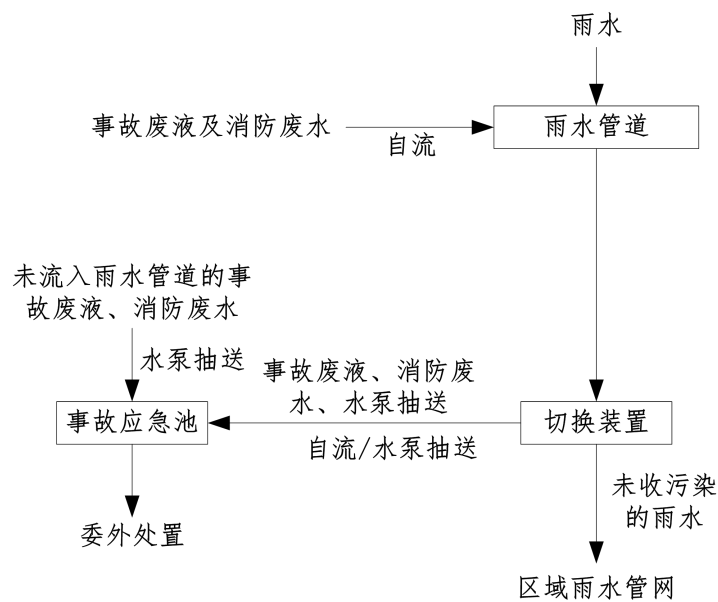 雨水
事故废液及消防废水
自流
雨水管道
未流入雨水管道的事
故废液、消防废水
水泵抽送
事故废液、消防废
水、水泵抽送
事故应急池
自流/水泵抽送
切换装置
未收污染
的雨水
委外处置
区域雨水管网